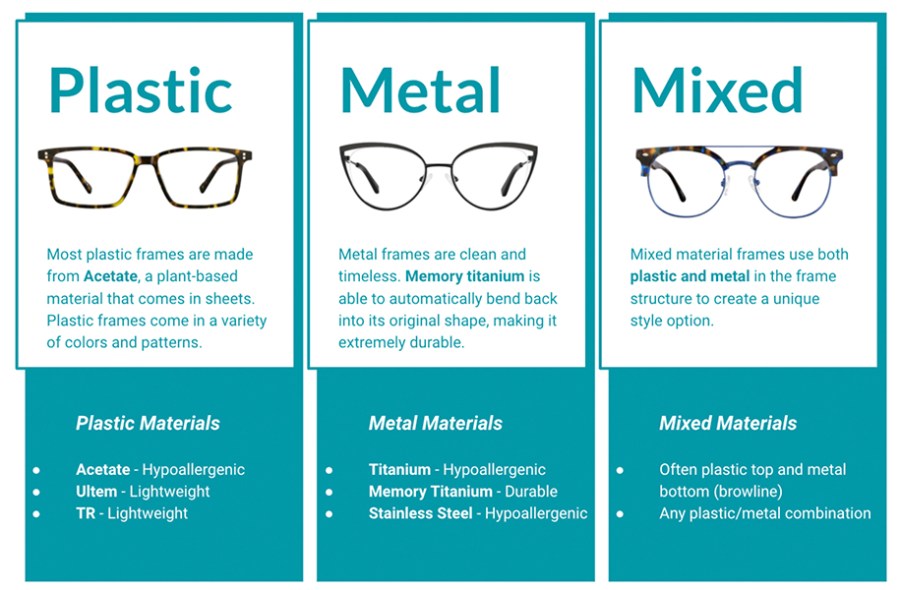 Plastic
Most plastic frames are made
from Acetate, a plant-based
material that comes in sheets.
Plastic frames come in a variety
of colors and patterns.
Plastic Materials
● Acetate - Hypoallergenic
● Ultem - Lightweight
● TR - Lightweight
Metal
Metal frames are clean and
timeless. Memory titanium is
able to automatically bend back
into its original shape, making it
extremely durable.
Metal Materials
● Titanium - Hypoallergenic
● Memory Titanium - Durable
● Stainless Steel - Hypoallergenic
Mixed
Mixed material frames use both
plastic and metal in the frame
structure to create a unique
style option.
Mixed Materials
● Often plastic top and metal
bottom (browline)
● Any plastic/metal combination